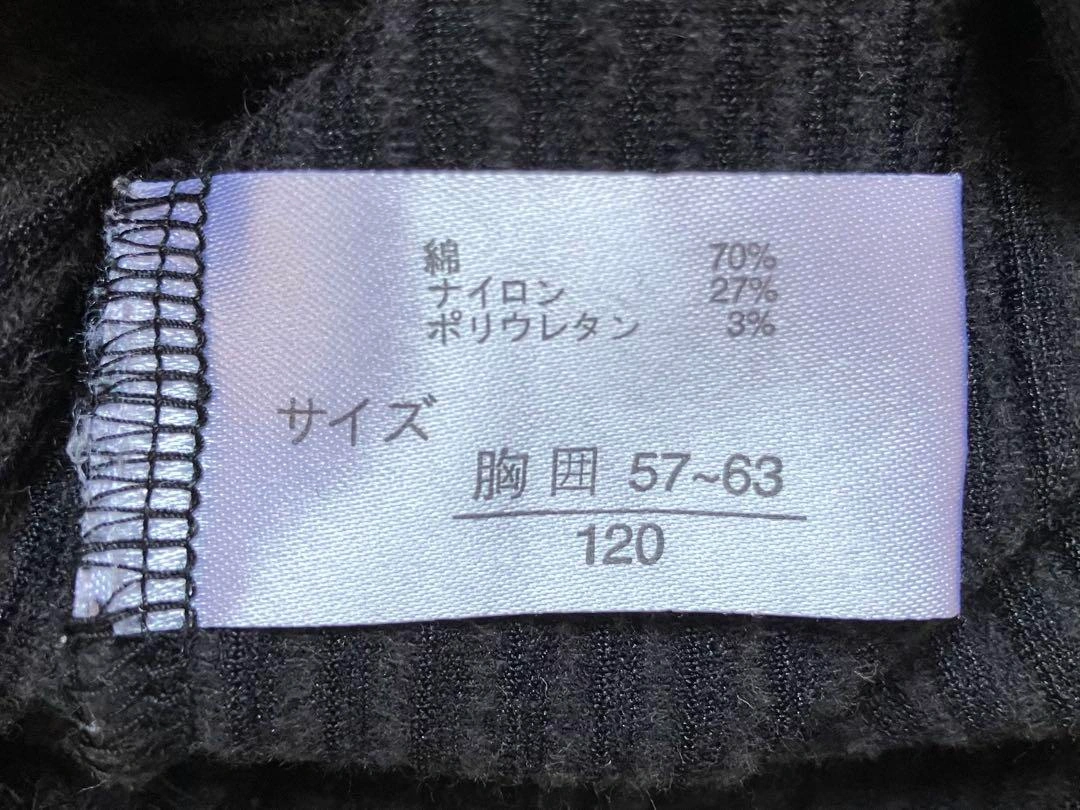 綿 70%
ナイロン 27%
ポリウレタン 3%
サイズ
胸囲 57~63
120